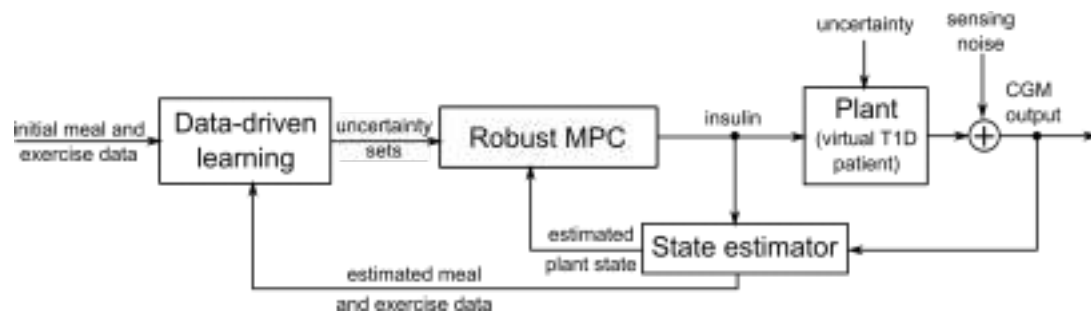 sensing
noise
uncertainty
CGM
output
initial meal and
exercise data
Data-driven
learning
uncertainty
sets
Robust MPC
insulin
Plant
(virtual T1D
patient)
estimated
plant state
State estimator
estimated meal
and exercise data